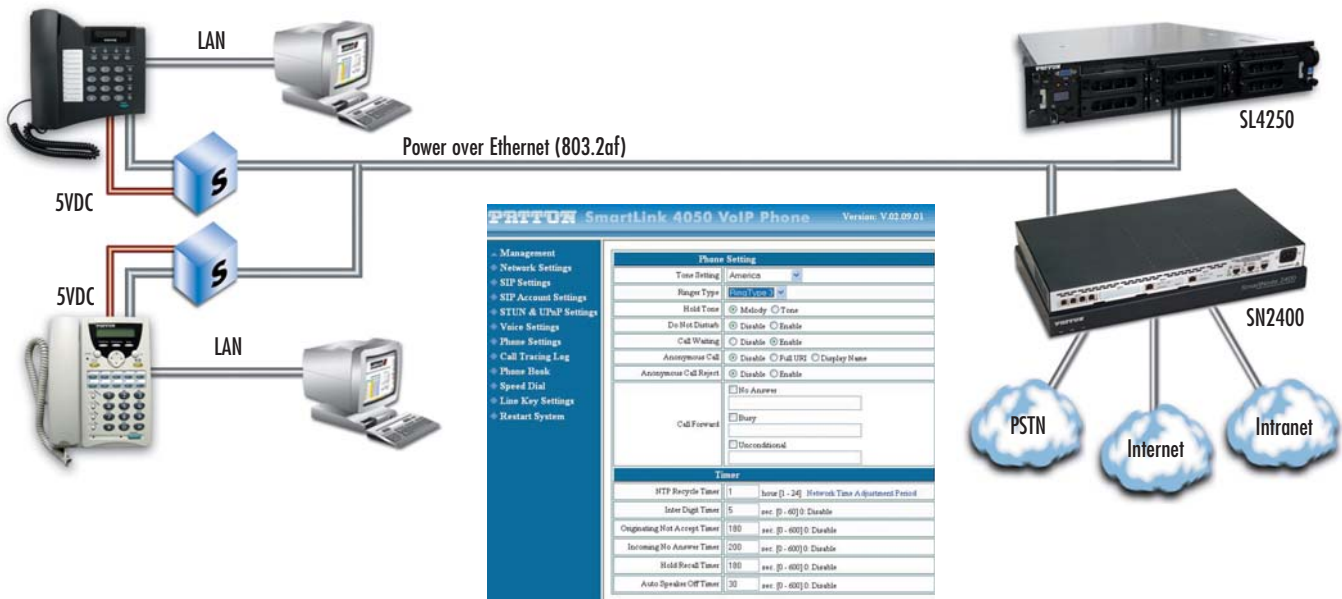 LAN
Power over Ethernet (803.2af)
5VDC
S
5VDC
S
LAN
SL4250
SN2400
PSTN
Internet
Intranet
PATTON SmartLink 4050 VoIP Phone Version: V.02.09.01
Management
Network Settings
SIP Settings
SIP Account Settings
STUN & UPnP Settings
Voice Settings
Phone Settings
Call Tracing Log
Phone Book
Speed Dial
Line Key Settings
Restart System
Phone Setting
Tone Setting America
Ringer Type RingType 3
Hold Tone Melody Tone
Do Not Disturb Disable Enable
Call Waiting Disable Enable
Anonymous Call Disable Full URI Display Name
Anonymous Call Reject Disable Enable
Call Forward
No Answer
Busy
Unconditional
Timer
NTP Recycle Timer 1 hour [1 - 24] Network Time Adjustment Period
Inter Digit Timer 5 sec. [0 - 60] 0: Disable
Originating Not Accept Timer 180 sec. [0 - 600] 0: Disable
Incoming No Answer Timer 200 sec. [0 - 600] 0: Disable
Hold Recall Timer 180 sec. [0 - 600] 0: Disable
Auto Speaker Off Timer 30 sec. [0 - 600] 0: Disable